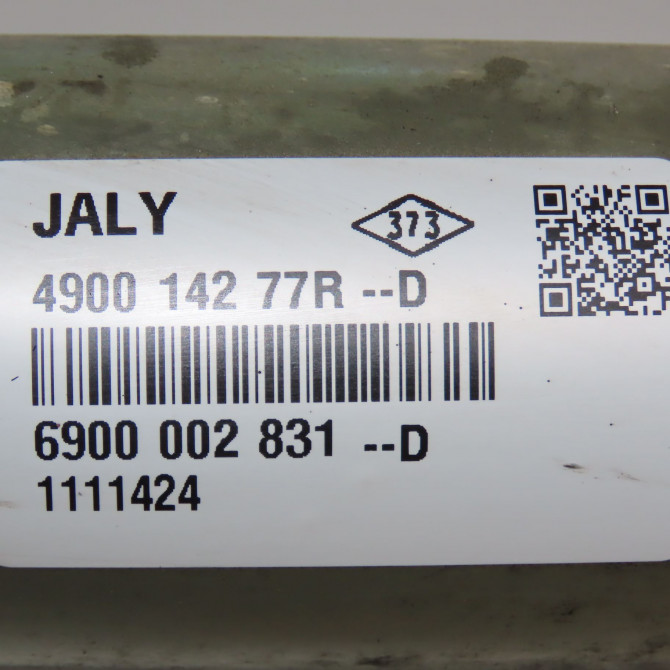 JALY
373
4900 142 77R --D
6900 002 831 --D
1111424